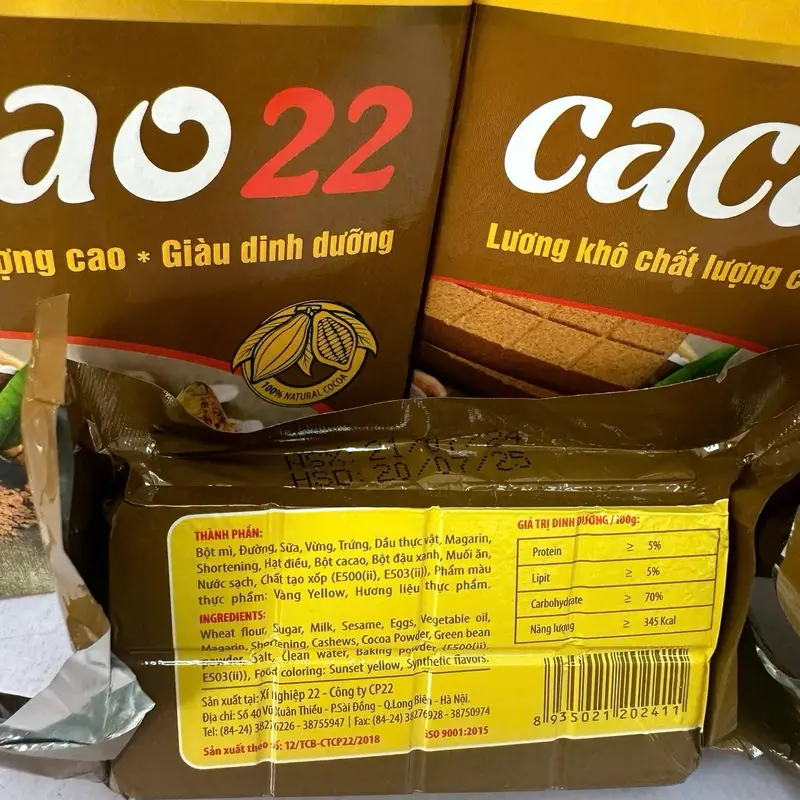 ao 22
ợng cao * Giàu dinh dưỡng
100% NATURAL COCOA
caca
Lương khô chất lượng c
NSX: 21/07/24
HSD: 20/07/25
THÀNH PHẦN:
Bột mì, Đường, Sữa, Vừng, Trứng, Dầu thực vật, Magarin,
Shortening, Hạt điều, Bột cacao, Bột đậu xanh, Muối ăn,
Nước sạch, Chất tạo xốp (E500(ii), E503(ii)), Phẩm màu
thực phẩm: Vàng Yellow, Hương liệu thực phẩm.
INGREDIENTS:
Wheat flour, Sugar, Milk, Sesame, Eggs, Vegetable oil,
Magarin, Shortening, Cashews, Cocoa Powder, Green bean
powder, Salt, Clean water, Baking powder, (E500(ii)
E503(ii)), Food coloring: Sunset yellow, Synthetic flavors.
Sản xuất tại: Xí nghiệp 22 - Công ty CP22
Địa chỉ: Số 40 Vũ Xuân Thiều - P.Sài Đồng - Q.Long Biên - Hà Nội.
Tel: (84-24) 38276226 - 38755947 | Fax: (84-24) 38276928 - 38750974
Sản xuất theo số: 12/TCB-CTCP22/2018 ISO 9001:2015
GIÁ TRỊ DINH DƯỠNG /100g:
Protein ≥ 5%
Lipít ≥ 5%
Carbohydrate ≥ 70%
Năng lượng ≥ 345 Kcal
8 935021 202411